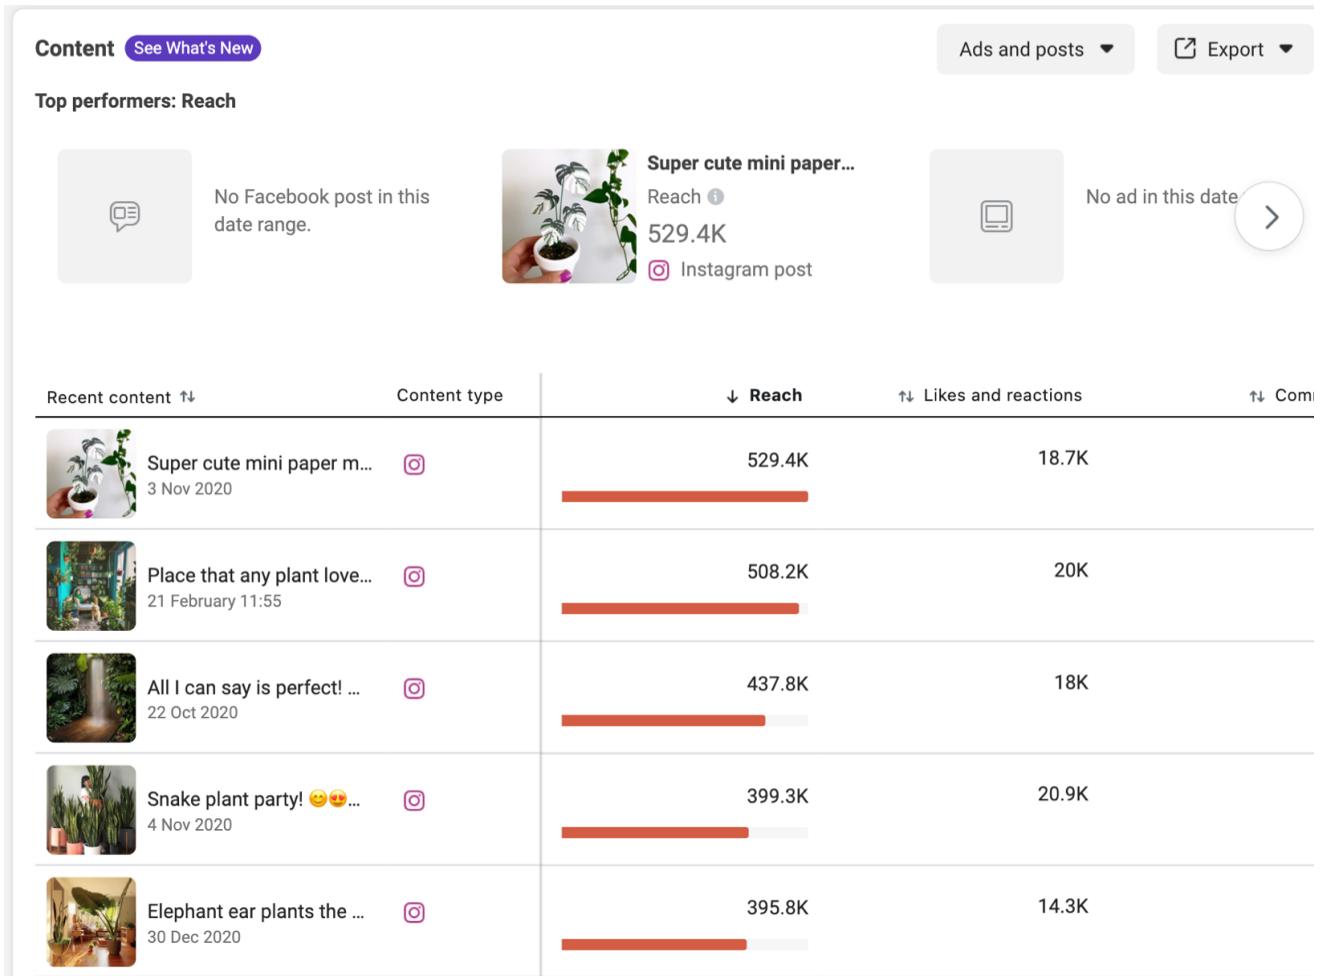 Content See What's New
Ads and posts Export
Top performers: Reach
No Facebook post in this
date range.
Super cute mini paper...
Reach
529.4K
Instagram post
No ad in this date
Recent content Content type Reach Likes and reactions Com
Super cute mini paper m... 529.4K 18.7K
3 Nov 2020
Place that any plant love... 508.2K 20K
21 February 11:55
All I can say is perfect! ... 437.8K 18K
22 Oct 2020
Snake plant party! 😊😍... 399.3K 20.9K
4 Nov 2020
Elephant ear plants the ... 395.8K 14.3K
30 Dec 2020